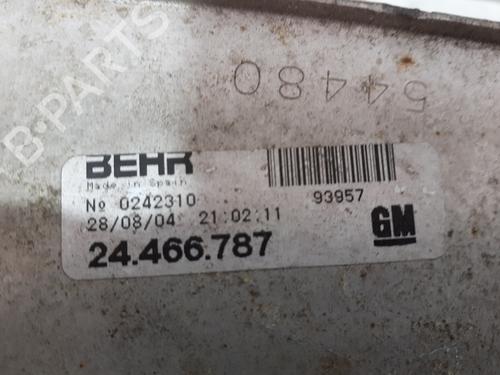 54480
BEHR
Made in Spain
No 0242310
93957
28/08/04 21:02:11
GM
24.466.787
B-PARTS